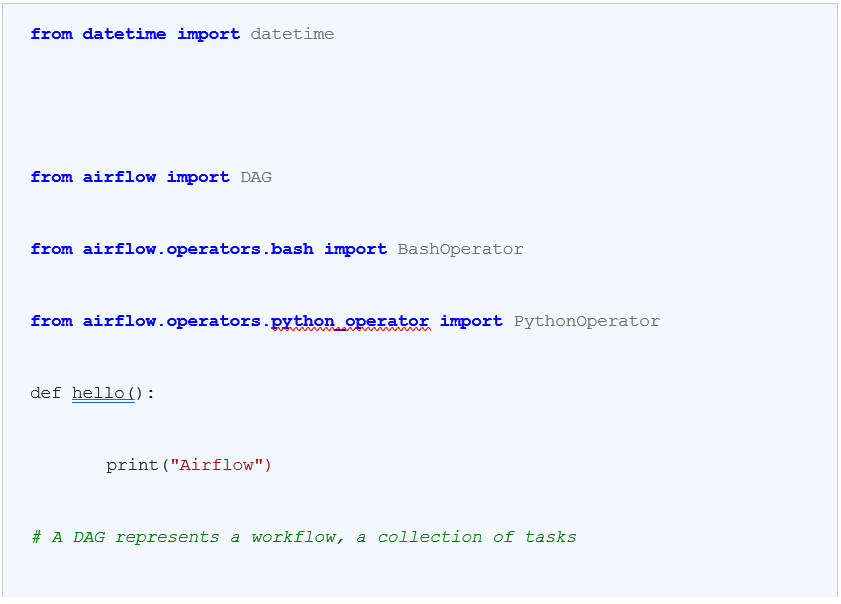 from datetime import datetime
from airflow import DAG
from airflow.operators.bash import BashOperator
from airflow.operators.python_operator import PythonOperator
def hello():
print("Airflow")
# A DAG represents a workflow, a collection of tasks